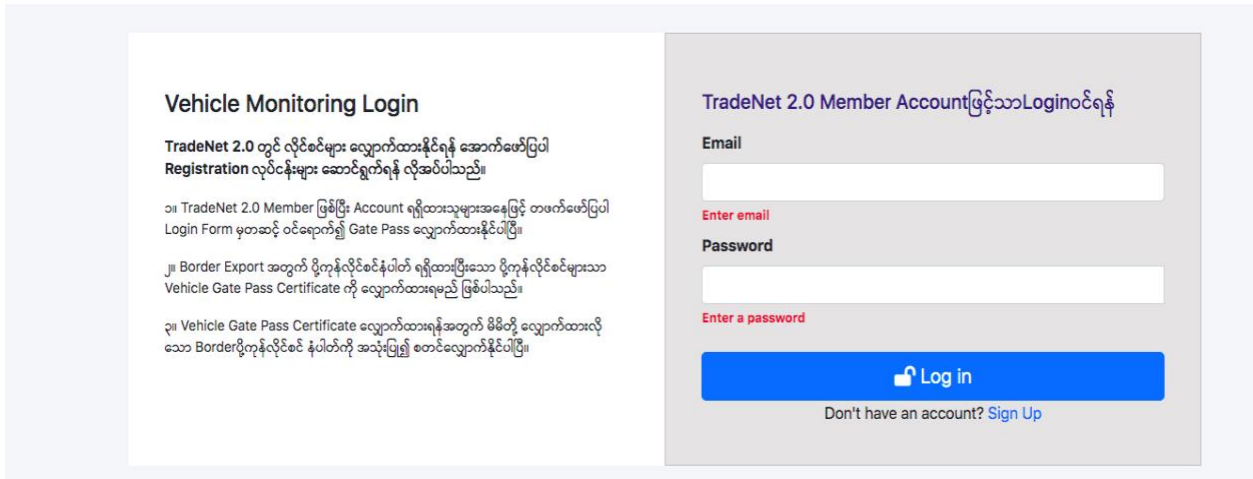 Vehicle Monitoring Login
TradeNet 2.0 တွင် လိုင်စင်များ လျှောက်ထားနိုင်ရန် အောက်ဖော်ပြပါ
Registration လုပ်ငန်းများ ဆောင်ရွက်ရန် လိုအပ်ပါသည်။
၁။ TradeNet 2.0 Member ဖြစ်ပြီး Account ရရှိထားသူများအနေဖြင့် တဖက်ဖော်ပြပါ
Login Form မှတဆင့် ဝင်ရောက်၍ Gate Pass လျှောက်ထားနိုင်ပါပြီ။
၂။ Border Export အတွက် ပို့ကုန်လိုင်စင်နံပါတ် ရရှိထားပြီးသော ပို့ကုန်လိုင်စင်များသာ
Vehicle Gate Pass Certificate ကို လျှောက်ထားရမည် ဖြစ်ပါသည်။
၃။ Vehicle Gate Pass Certificate လျှောက်ထားရန်အတွက် မိမိတို့ လျှောက်ထားလို
သော Borderပို့ကုန်လိုင်စင် နံပါတ်ကို အသုံးပြု၍ စတင်လျှောက်နိုင်ပါပြီ။
TradeNet 2.0 Member Accountဖြင့်သာLoginဝင်ရန်
Email
Enter email
Password
Enter a password
Log in
Don't have an account? Sign Up